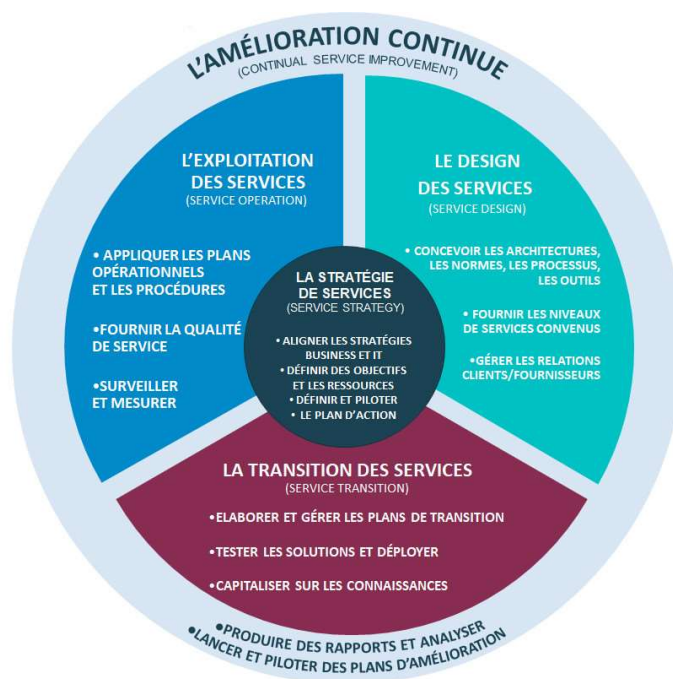 L'AMÉLIORATION CONTINUE
(CONTINUAL SERVICE IMPROVEMENT)
L'EXPLOITATION
DES SERVICES
(SERVICE OPERATION)
• APPLIQUER LES PLANS
OPÉRATIONNELS
ET LES PROCÉDURES
•FOURNIR LA QUALITÉ
DE SERVICE
•SURVEILLER
ET MESURER
LE DESIGN
DES SERVICES
(SERVICE DESIGN)
• CONCEVOIR LES ARCHITECTURES,
LES NORMES, LES PROCESSUS,
LES OUTILS
• FOURNIR LES NIVEAUX
DE SERVICES CONVENUS
•GÉRER LES RELATIONS
CLIENTS/FOURNISSEURS
LA STRATÉGIE
DE SERVICES
(SERVICE STRATEGY)
• ALIGNER LES STRATÉGIES
BUSINESS ET IT
• DÉFINIR DES OBJECTIFS
ET LES RESSOURCES
• DÉFINIR ET PILOTER
• LE PLAN D'ACTION
LA TRANSITION DES SERVICES
(SERVICE TRANSITION)
•ELABORER ET GÉRER LES PLANS DE TRANSITION
•TESTER LES SOLUTIONS ET DÉPLOYER
•CAPITALISER SUR LES CONNAISSANCES
•PRODUIRE DES RAPPORTS ET ANALYSER
•LANCER ET PILOTER DES PLANS D'AMÉLIORATION